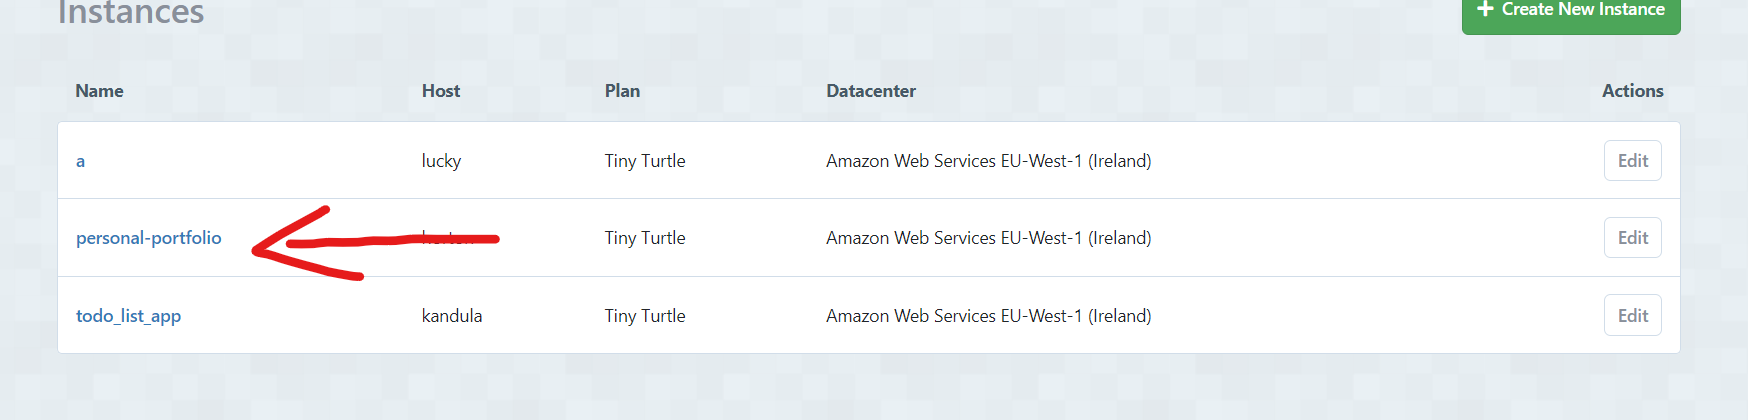 Instances
Create New Instance
Name Host Plan Datacenter Actions
a lucky Tiny Turtle Amazon Web Services EU-West-1 (Ireland) Edit
personal-portfolio Tiny Turtle Amazon Web Services EU-West-1 (Ireland) Edit
todo_list_app kandula Tiny Turtle Amazon Web Services EU-West-1 (Ireland) Edit